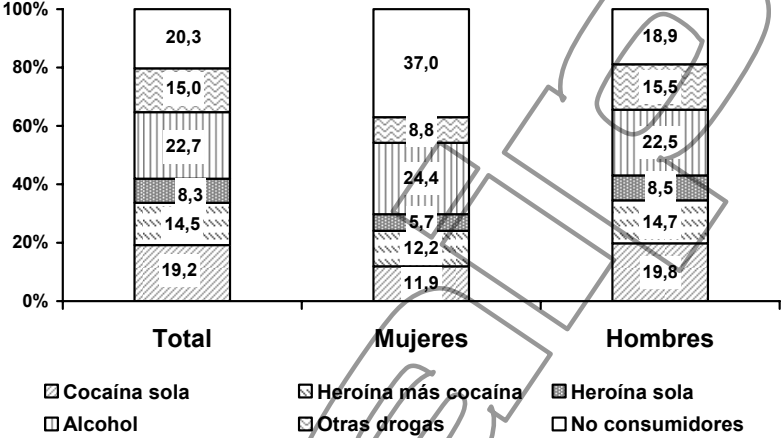 100%
20,3 37,0 18,9
80%
15,0 8,8 15,5
60%
22,7 24,4 22,5
40%
8,3 5,7 8,5
20%
14,5 12,2 14,7
19,2 11,9 19,8
0%
Total Mujeres Hombres
Cocaína sola Heroína más cocaína Heroína sola
Alcohol Otras drogas No consumidores